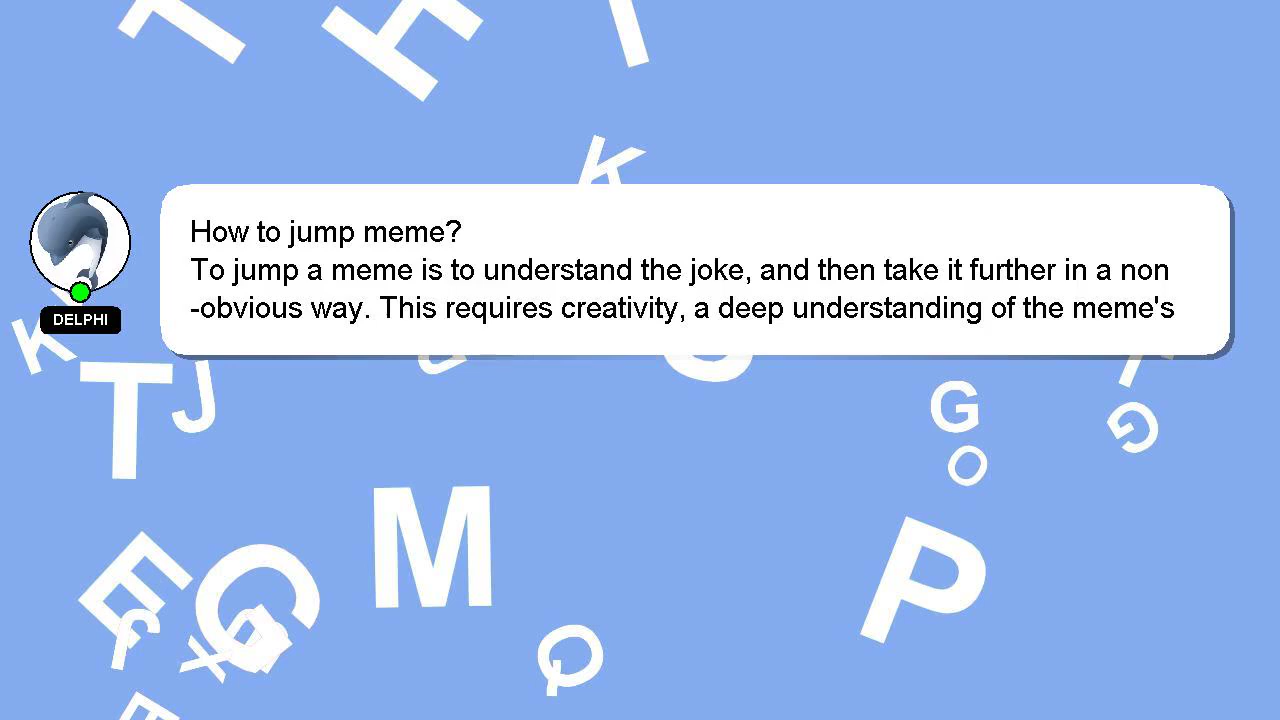 How to jump meme?
To jump a meme is to understand the joke, and then take it further in a non
-obvious way. This requires creativity, a deep understanding of the meme's
DELPHI
H
K
K
T
J
G
G
O
M
E
G
P
X
Q